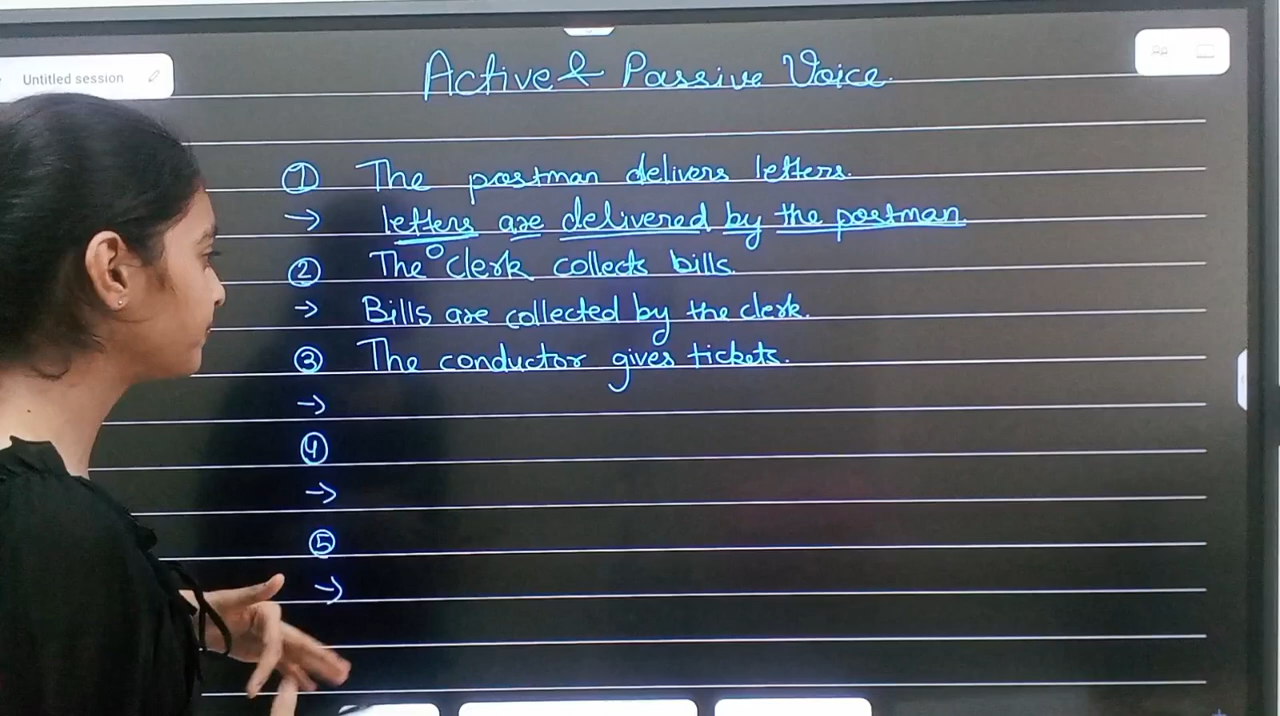 Untitled session
Active & Passive Voice.
① The postman delivers letters.
→ letters are delivered by the postman.
② The clerk collects bills.
→ Bills are collected by the clerk.
③ The conductor gives tickets.
→
④
→
⑤
→